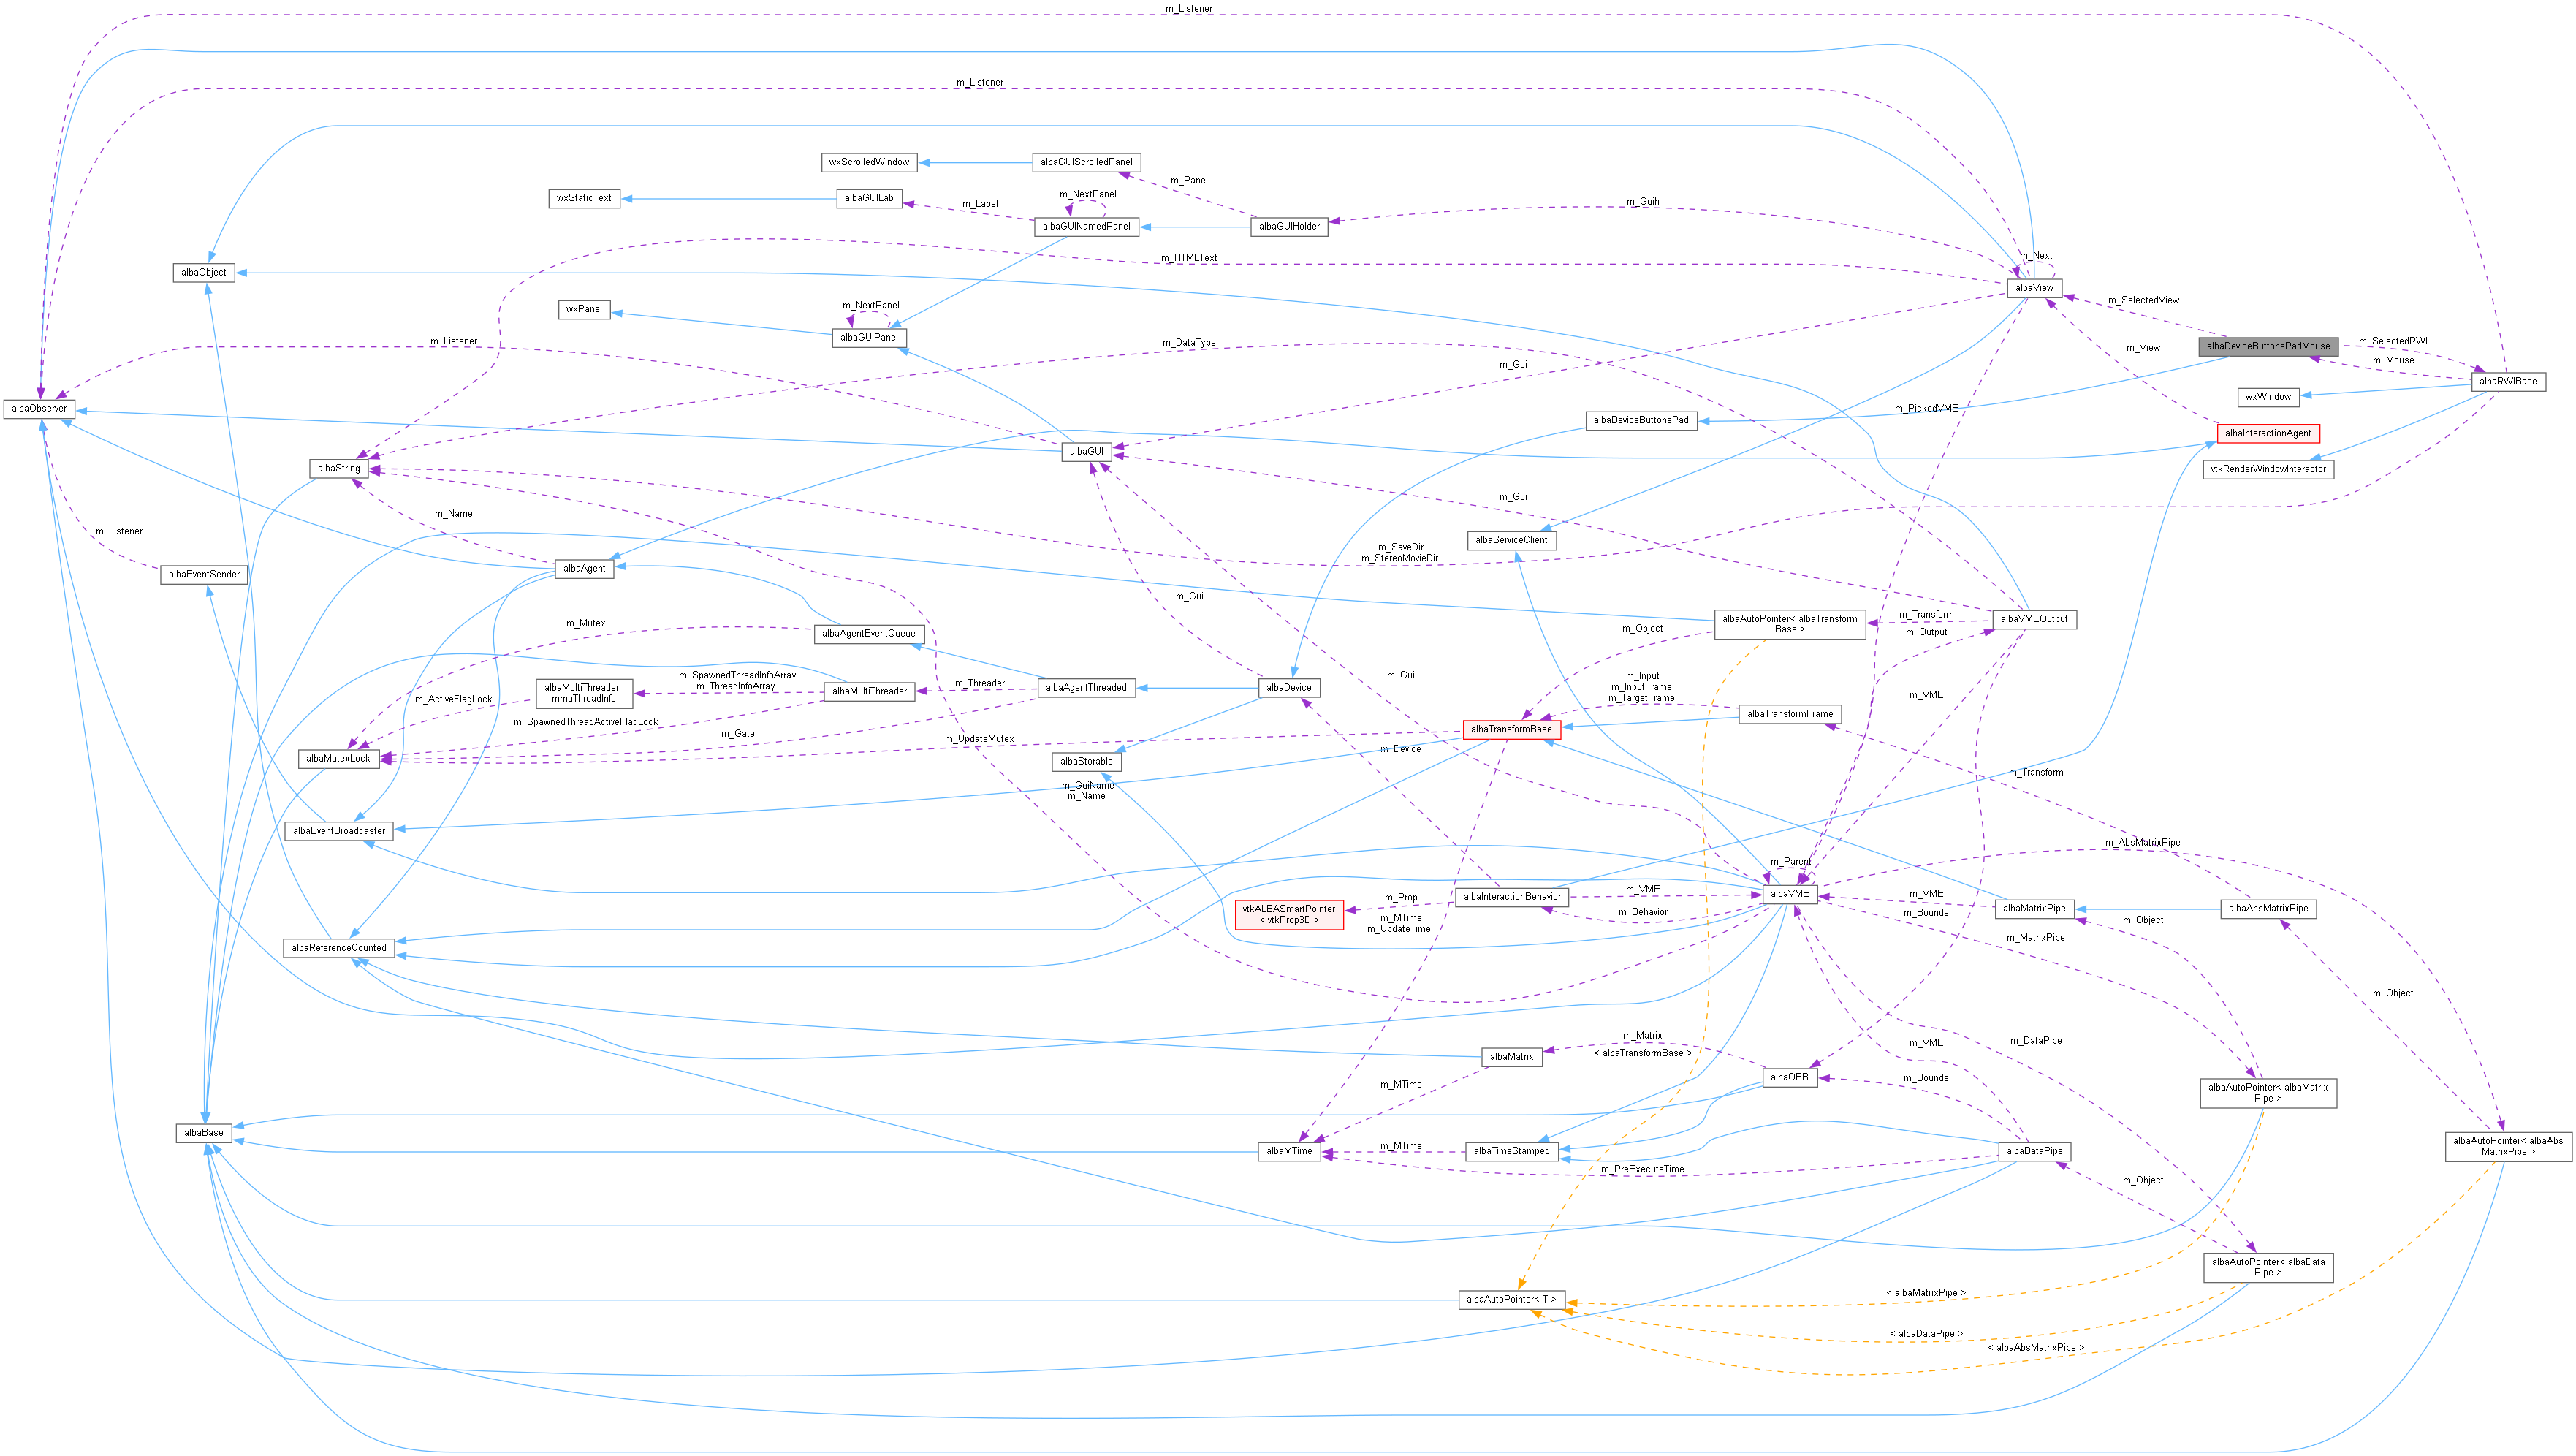 m_Listener
m_Listener
wxScrolledWindow
albaGUIScrolledPanel
m_Panel
wxStaticText
albaGUILab
m_NextPanel
m_Label
m_Guih
albaGUINamedPanel
albaGUIHolder
m_HTMLText
m_Next
albaObject
albaView
m_SelectedView
wxPanel
m_NextPanel
albaGUIPanel
m_Listener
m_DataType
m_View
albaDeviceButtonsPadMouse
m_SelectedRWI
m_Mouse
m_Gui
albaRWIBase
wxWindow
albaObserver
m_PickedVME
albaDeviceButtonsPad
albaInteractionAgent
albaGUI
albaString
vtkRenderWindowInteractor
m_Gui
m_Name
m_Listener
albaServiceClient
m_SaveDir
m_StereoMovieDir
albaEventSender
albaAgent
m_Gui
m_Mutex
albaAgentEventQueue
m_Object
albaAutoPointer< albaTransform
Base >
m_Transform
albaVMEOutput
m_Output
m_SpawnedThreadInfoArray
m_ThreadInfoArray
m_Threader
albaMultiThreader::
mmuThreadInfo
albaMultiThreader
albaAgentThreaded
albaDevice
m_Gui
m_Input
m_InputFrame
m_TargetFrame
m_VME
m_ActiveFlagLock
m_SpawnedThreadActiveFlagLock
m_Gate
m_UpdateMutex
albaTransformBase
albaTransformFrame
albaMutexLock
albaStorable
m_Device
m_Transform
m_GuiName
m_Name
albaEventBroadcaster
m_Parent
m_AbsMatrixPipe
m_Prop
albaInteractionBehavior
m_VME
albaVME
m_VME
vtkALBASmartPointer
< vtkProp3D >
m_Behavior
m_Bounds
albaMatrixPipe
albaAbsMatrixPipe
m_MTime
m_UpdateTime
m_Object
m_MatrixPipe
albaReferenceCounted
m_Object
m_Matrix
m_VME
m_DataPipe
albaMatrix
< albaTransformBase >
albaOBB
m_Bounds
m_MTime
albaAutoPointer< albaMatrix
Pipe >
albaBase
albaMTime
m_MTime
albaTimeStamped
albaDataPipe
albaAutoPointer< albaAbs
MatrixPipe >
m_PreExecuteTime
m_Object
albaAutoPointer< albaData
Pipe >
albaAutoPointer< T >
< albaMatrixPipe >
< albaDataPipe >
< albaAbsMatrixPipe >